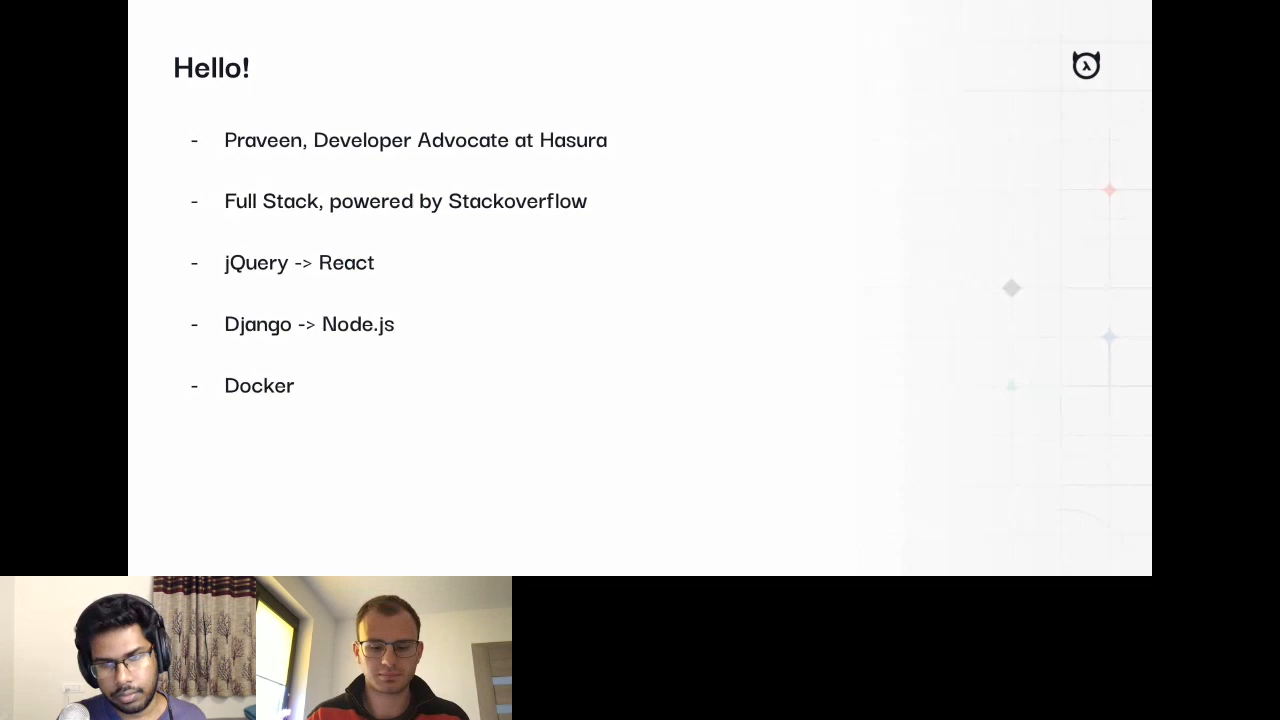 Hello!
- Praveen, Developer Advocate at Hasura
- Full Stack, powered by Stackoverflow
- jQuery -> React
- Django -> Node.js
- Docker